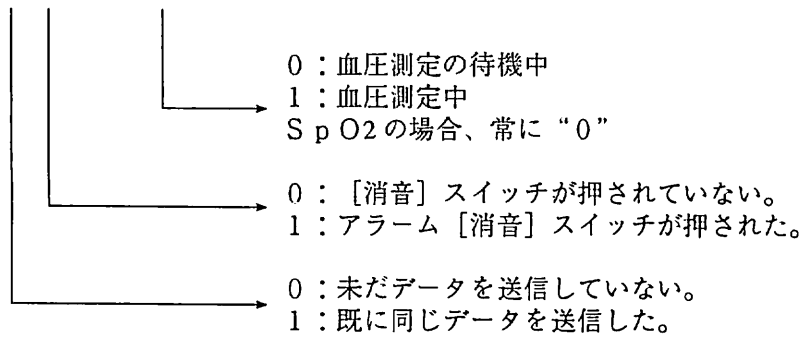 0：血圧測定の待機中
1：血圧測定中
SpO2の場合、常に“0”
0：［消音］スイッチが押されていない。
1：アラーム［消音］スイッチが押された。
0：未だデータを送信していない。
1：既に同じデータを送信した。